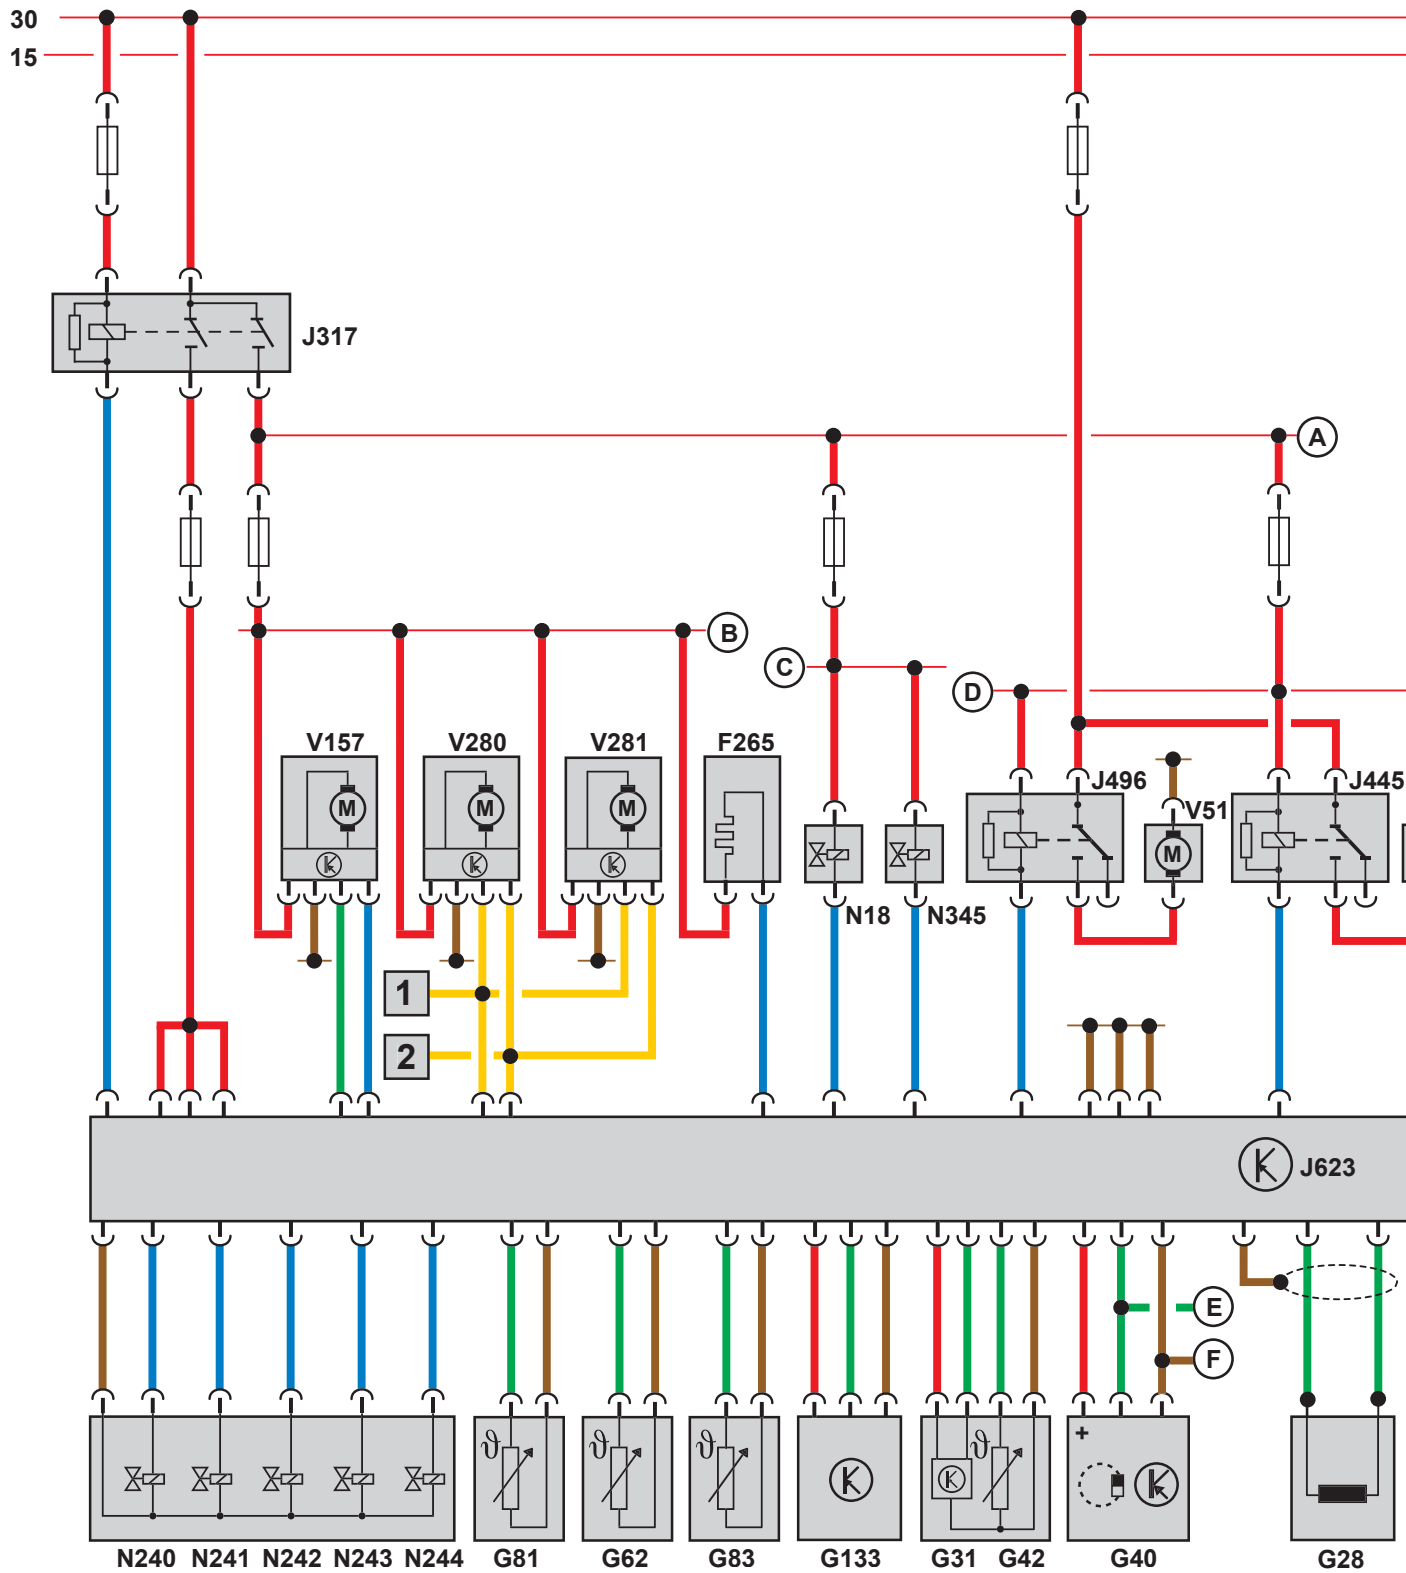 30
15
J317
A
B
C
D
V157 V280 V281 F265
J496
J445
V51
M M M M
N18 N345
1
2
J623
E
F
ϑ ϑ ϑ ϑ
+
N240 N241 N242 N243 N244 G81 G62 G83 G133 G31 G42 G40 G28